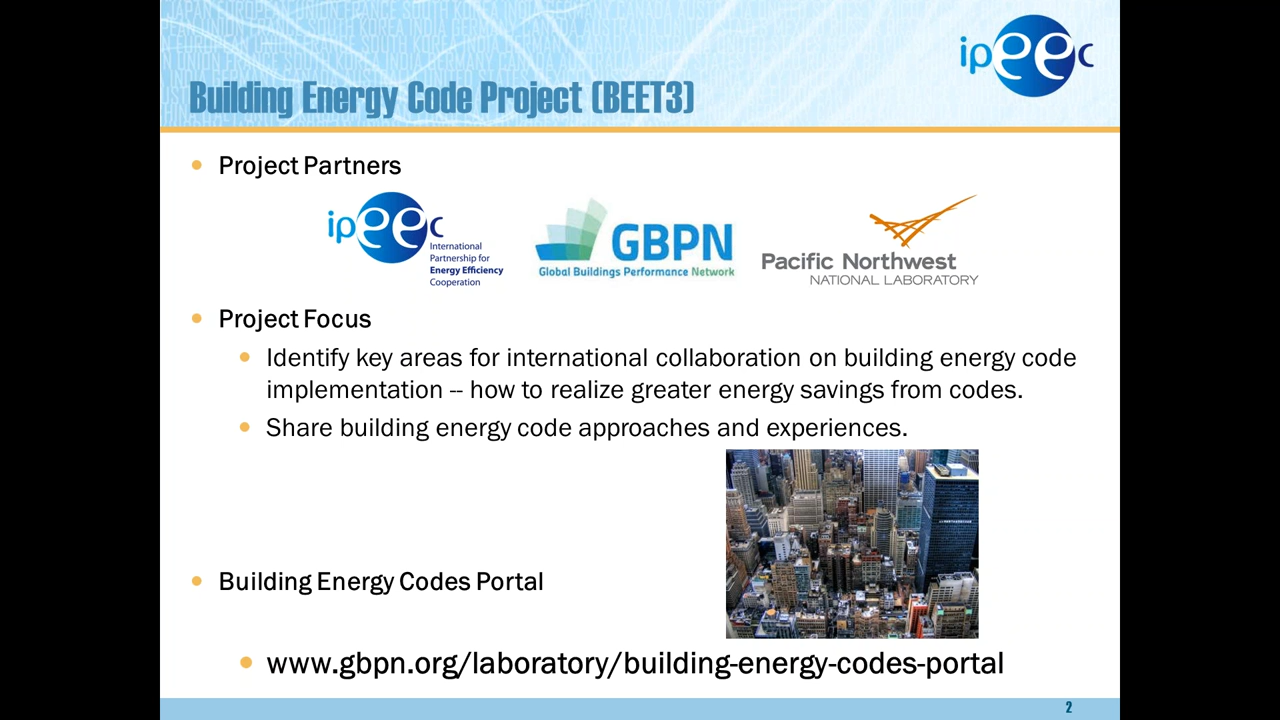 ipeec
Building Energy Code Project (BEET3)
Project Partners
ipeec
International
Partnership for
Energy Efficiency
Cooperation
GBPN
Global Buildings Performance Network
Pacific Northwest
NATIONAL LABORATORY
Project Focus
Identify key areas for international collaboration on building energy code
implementation -- how to realize greater energy savings from codes.
Share building energy code approaches and experiences.
Building Energy Codes Portal
www.gbpn.org/laboratory/building-energy-codes-portal
2